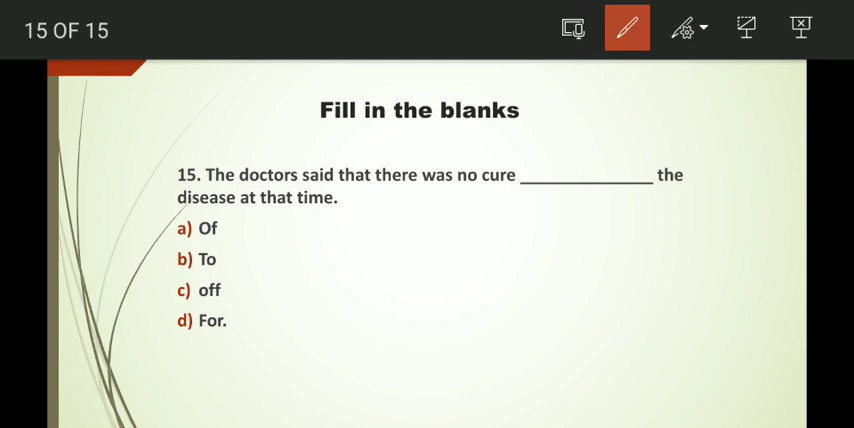 15 OF 15
Fill in the blanks
15. The doctors said that there was no cure _______________ the
disease at that time.
a) Of
b) To
c) off
d) For.